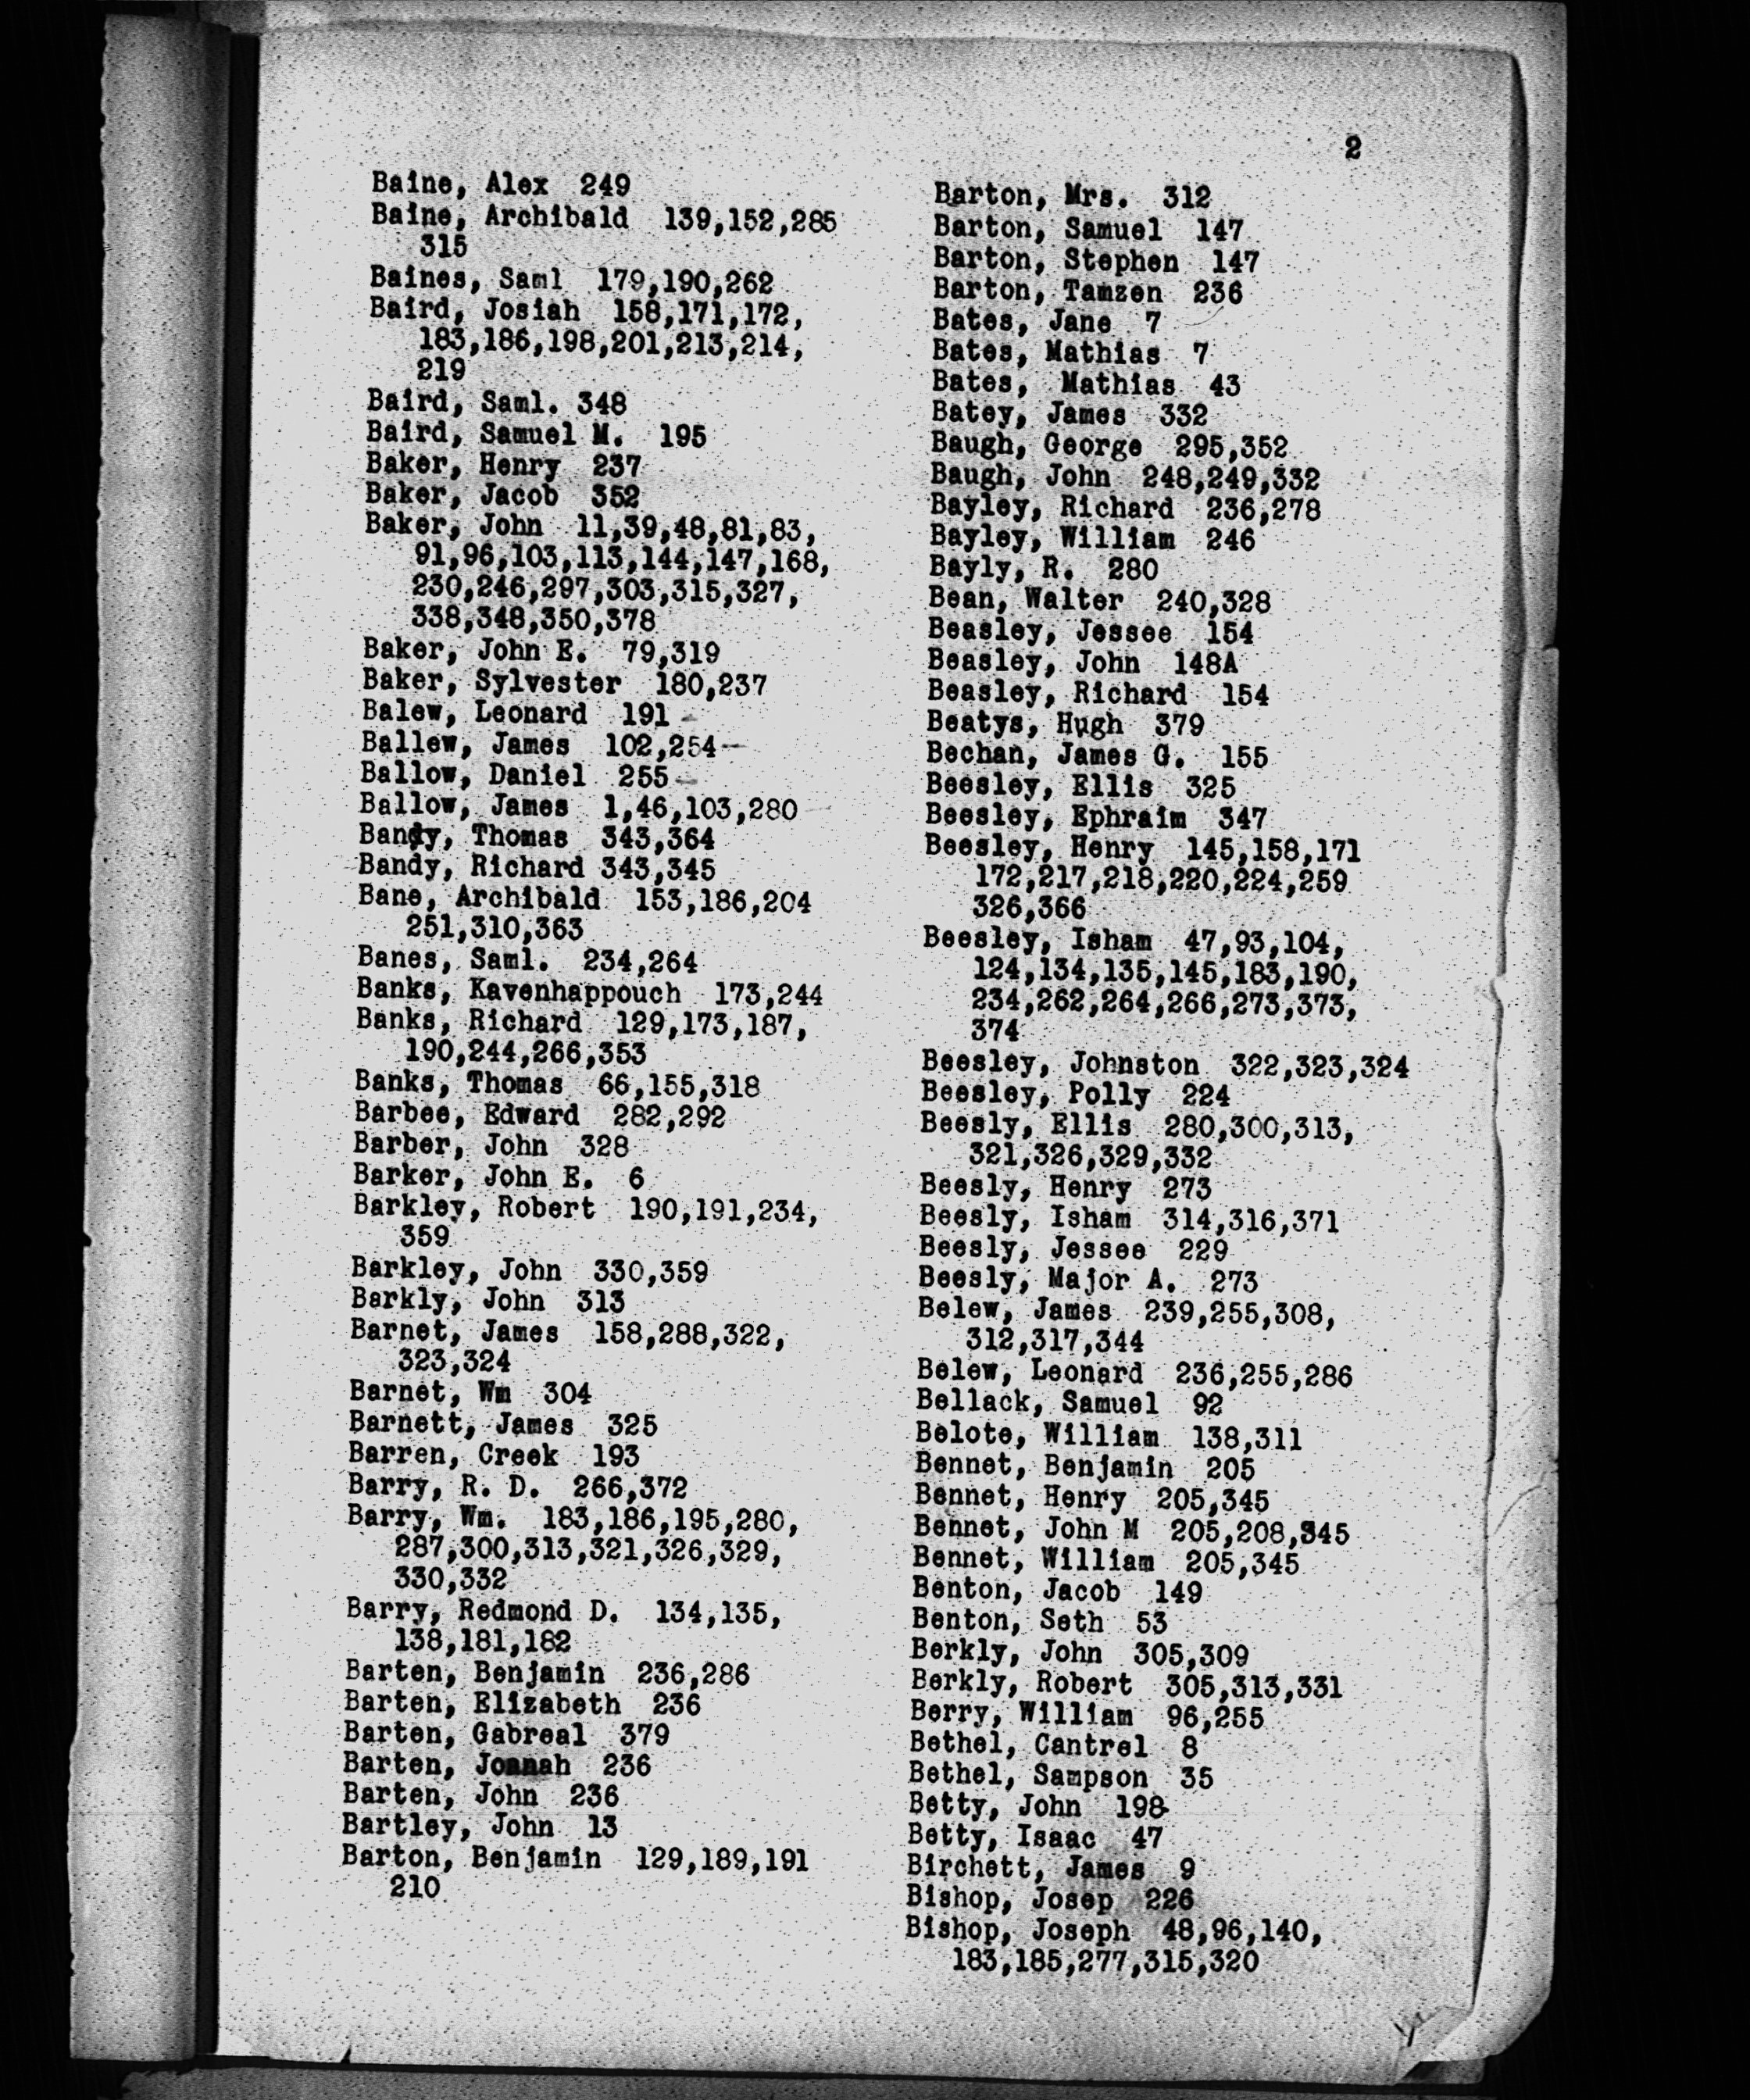 2
Baine, Alex 249
Baine, Archibald 139,152,285
315
Baines, Saml 179,190,262
Baird, Josiah 158,171,172,
183,186,198,201,213,214,
219
Baird, Saml. 348
Baird, Samuel M. 195
Baker, Henry 237
Baker, Jacob 352
Baker, John 11,39,48,81,83,
91,96,103,113,144,147,168,
230,246,297,303,315,327,
338,348,350,378
Baker, John E. 79,319
Baker, Sylvester 180,237
Balew, Leonard 191
Ballew, James 102,254
Ballow, Daniel 255
Ballow, James 1,46,103,280
Bandy, Thomas 343,364
Bandy, Richard 343,345
Bane, Archibald 153,186,204
251,310,363
Banes, Saml. 234,264
Banks, Kavenhappouch 173,244
Banks, Richard 129,173,187,
190,244,266,353
Banks, Thomas 66,155,318
Barbee, Edward 282,292
Barber, John 328
Barker, John E. 6
Barkley, Robert 190,191,234,
359
Barkley, John 330,359
Barkly, John 313
Barnet, James 158,288,322,
323,324
Barnet, Wm 304
Barnett, James 325
Barren, Creek 193
Barry, R. D. 266,372
Barry, Wm. 183,186,195,280,
287,300,313,321,326,329,
330,332
Barry, Redmond D. 134,135,
138,181,182
Barten, Benjamin 236,286
Barten, Elizabeth 236
Barten, Gabreal 379
Barten, Joannah 236
Barten, John 236
Bartley, John 13
Barton, Benjamin 129,189,191
210
Barton, Mrs. 312
Barton, Samuel 147
Barton, Stephen 147
Barton, Tamzen 236
Bates, Jane 7
Bates, Mathias 7
Bates, Mathias 43
Batey, James 332
Baugh, George 295,352
Baugh, John 248,249,332
Bayley, Richard 236,278
Bayley, William 246
Bayly, R. 280
Bean, Walter 240,328
Beasley, Jessee 154
Beasley, John 148A
Beasley, Richard 154
Beatys, Hugh 379
Bechan, James G. 155
Beesley, Ellis 325
Beesley, Ephraim 347
Beesley, Henry 145,158,171
172,217,218,220,224,259
326,366
Beesley, Isham 47,93,104,
124,134,135,145,183,190,
234,262,264,266,273,373,
374
Beesley, Johnston 322,323,324
Beesley, Polly 224
Beesly, Ellis 280,300,313,
321,326,329,332
Beesly, Henry 273
Beesly, Isham 314,316,371
Beesly, Jessee 229
Beesly, Major A. 273
Belew, James 239,255,308,
312,317,344
Belew, Leonard 236,255,286
Bellack, Samuel 92
Belote, William 138,311
Bennet, Benjamin 205
Bennet, Henry 205,345
Bennet, John M 205,208,345
Bennet, William 205,345
Benton, Jacob 149
Benton, Seth 53
Berkly, John 305,309
Berkly, Robert 305,313,331
Berry, William 96,255
Bethel, Cantrel 8
Bethel, Sampson 35
Betty, John 198
Betty, Isaac 47
Birchett, James 9
Bishop, Josep 226
Bishop, Joseph 48,96,140,
183,185,277,315,320